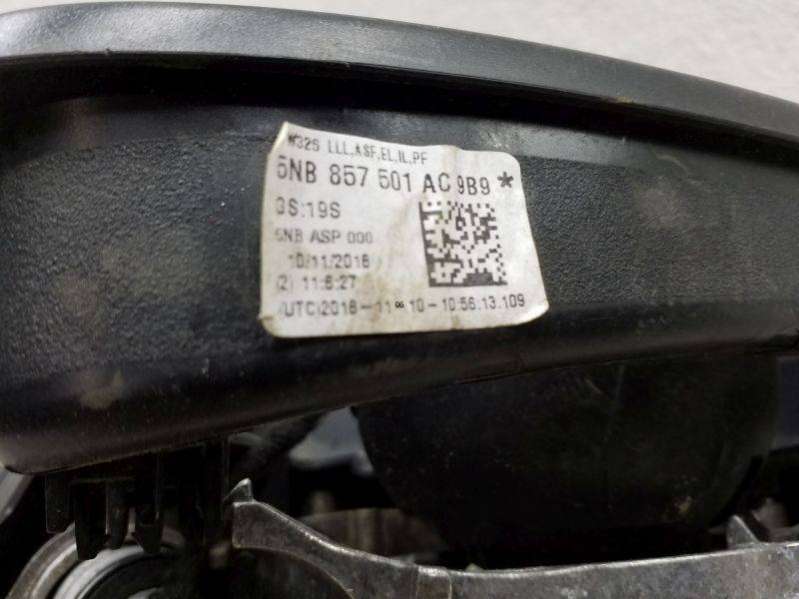 W32S LLL,ASF,EL,IL,PF
5NB 857 501 AC 9B9 *
GS:19S
5NB ASP 000
10/11/2018
(2) 11:6:27
(UTC)2018-11-10-10:56:13.109